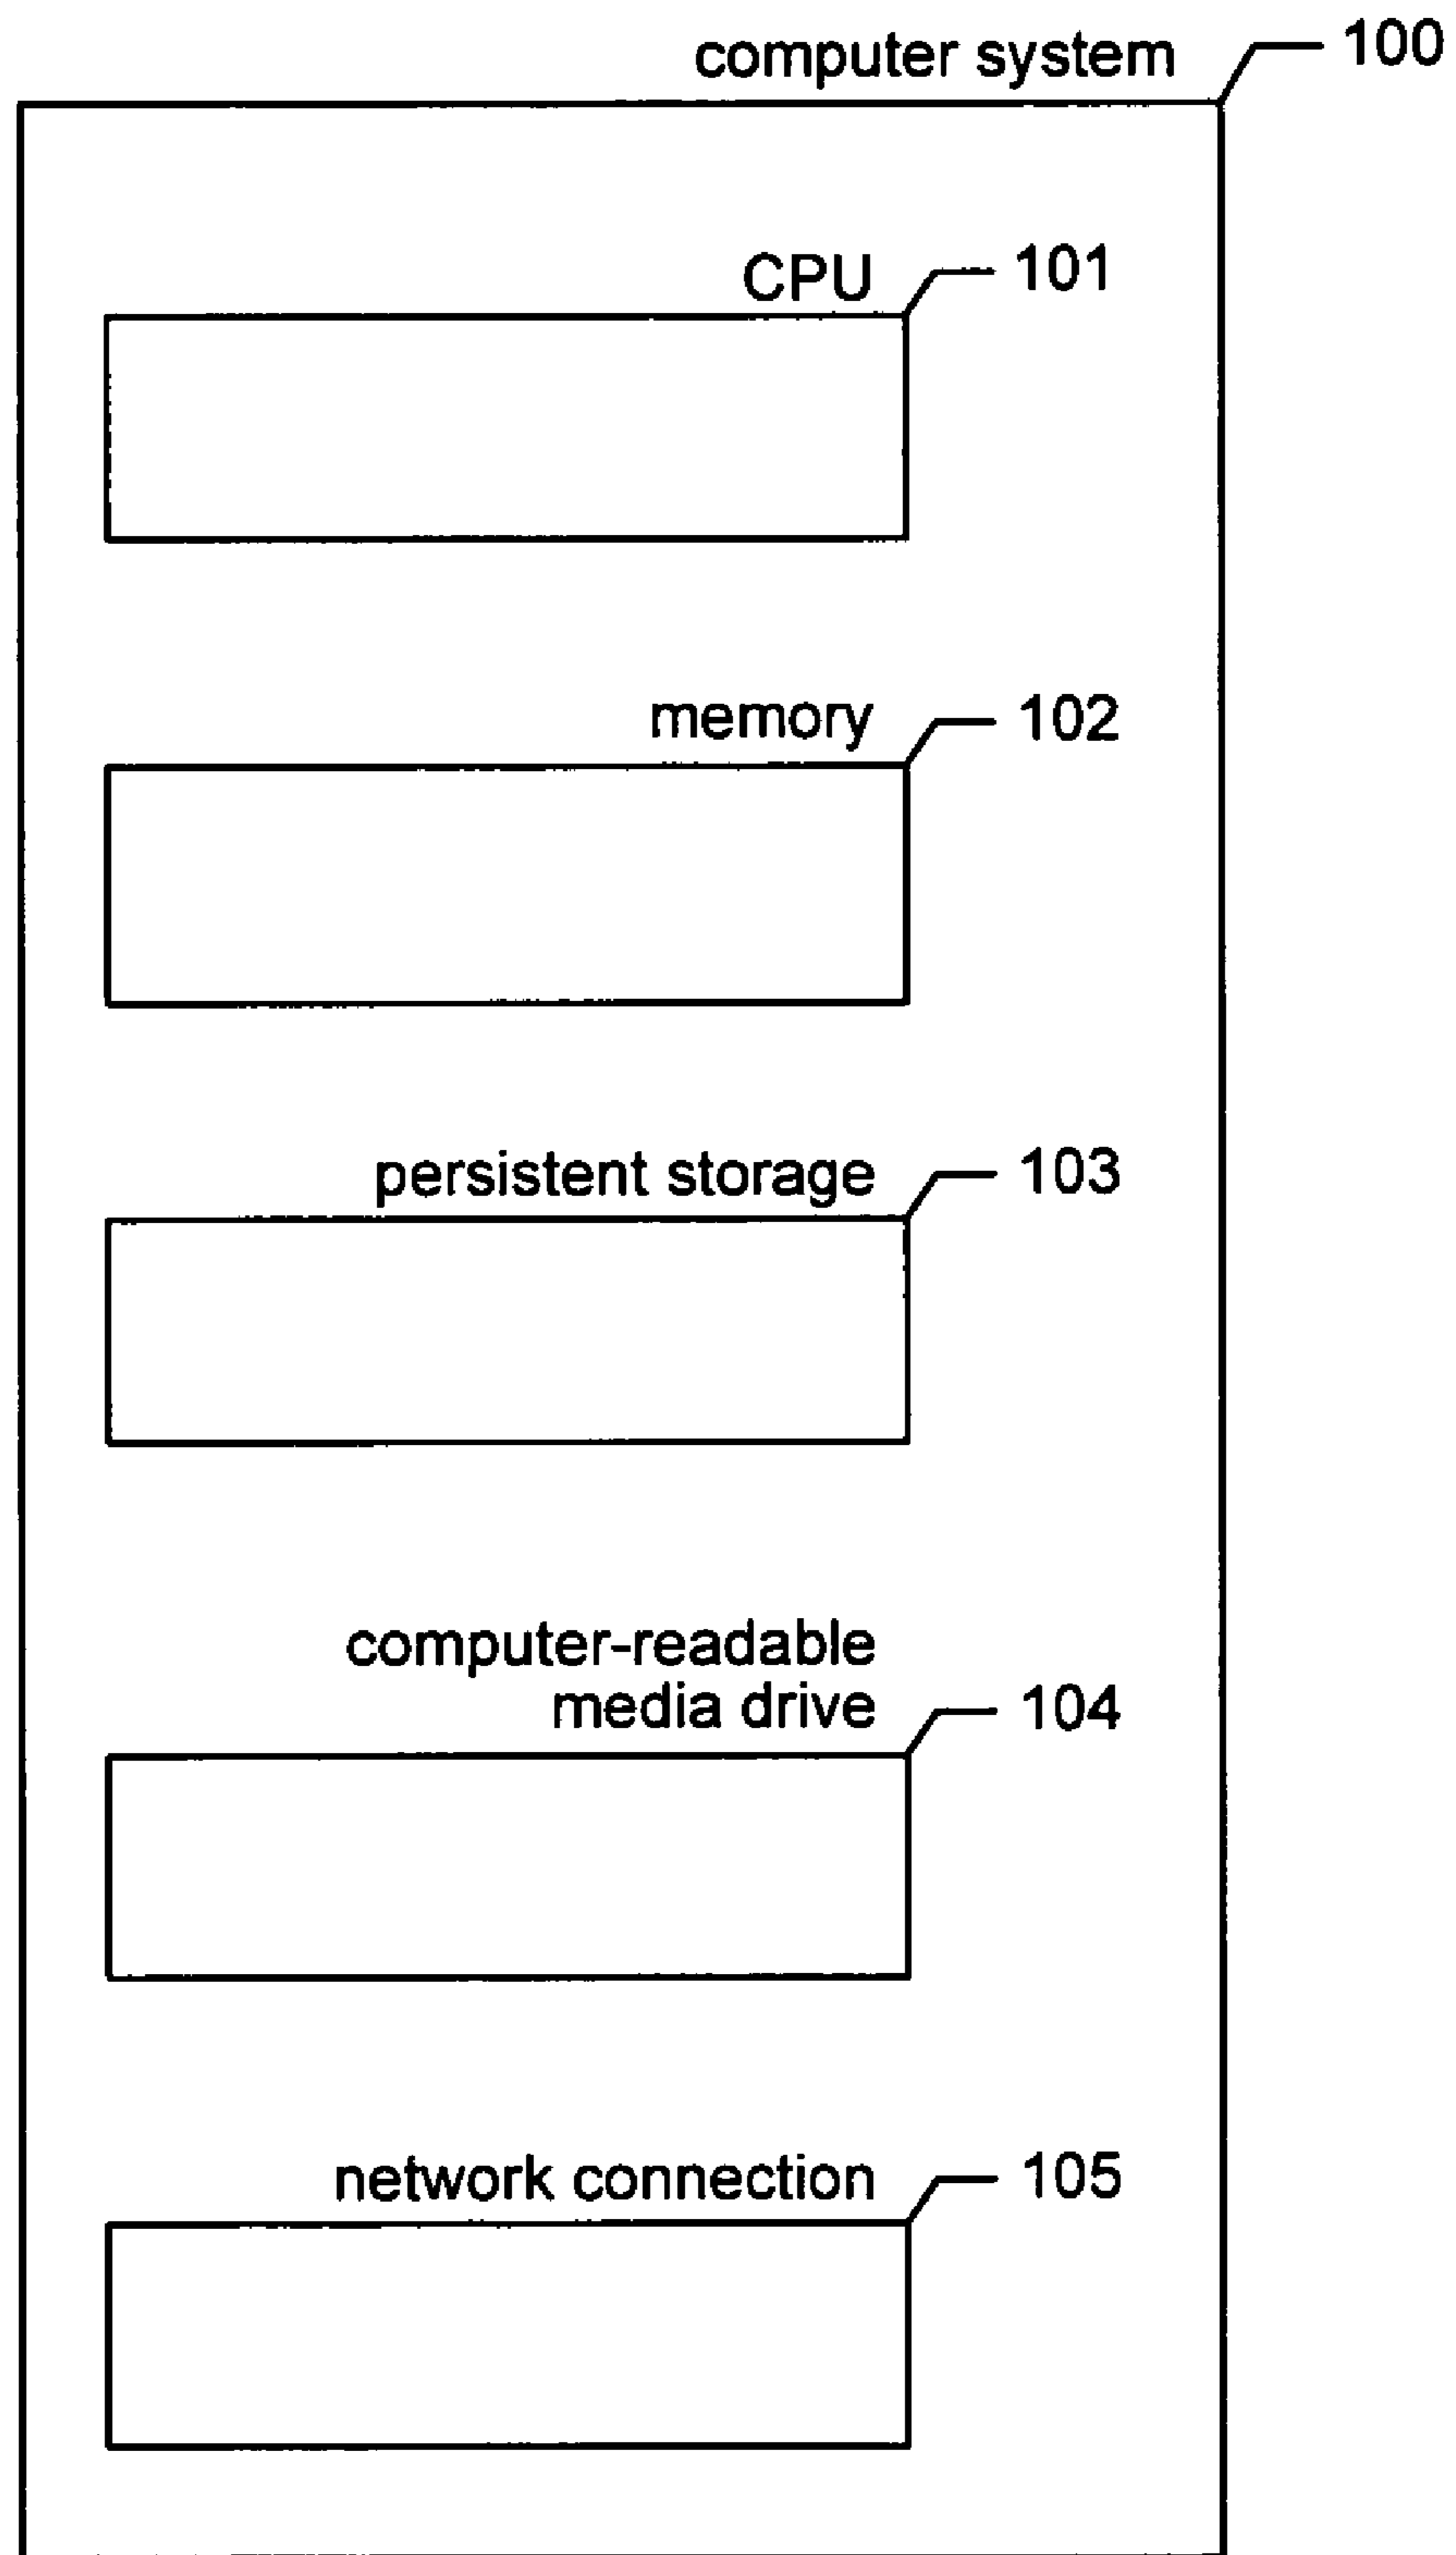 computer system 100
CPU 101
memory 102
persistent storage 103
computer-readable
media drive 104
network connection 105